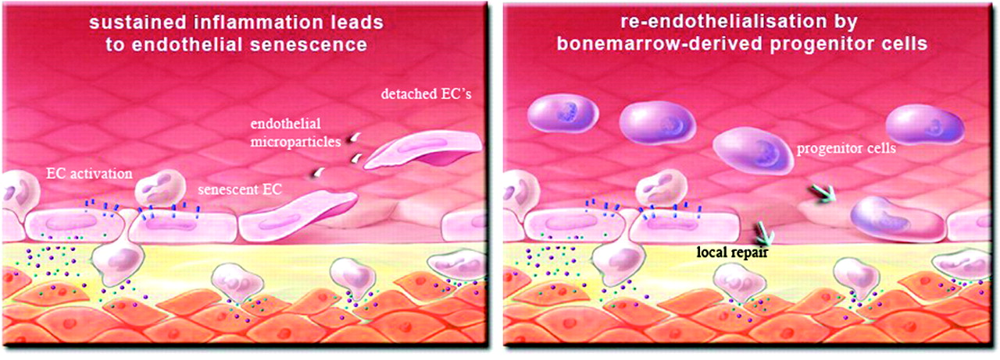 sustained inflammation leads
to endothelial senescence
detached EC's
endothelial
microparticles
EC activation
senescent EC
re-endothelialisation by
bonemarrow-derived progenitor cells
progenitor cells
local repair